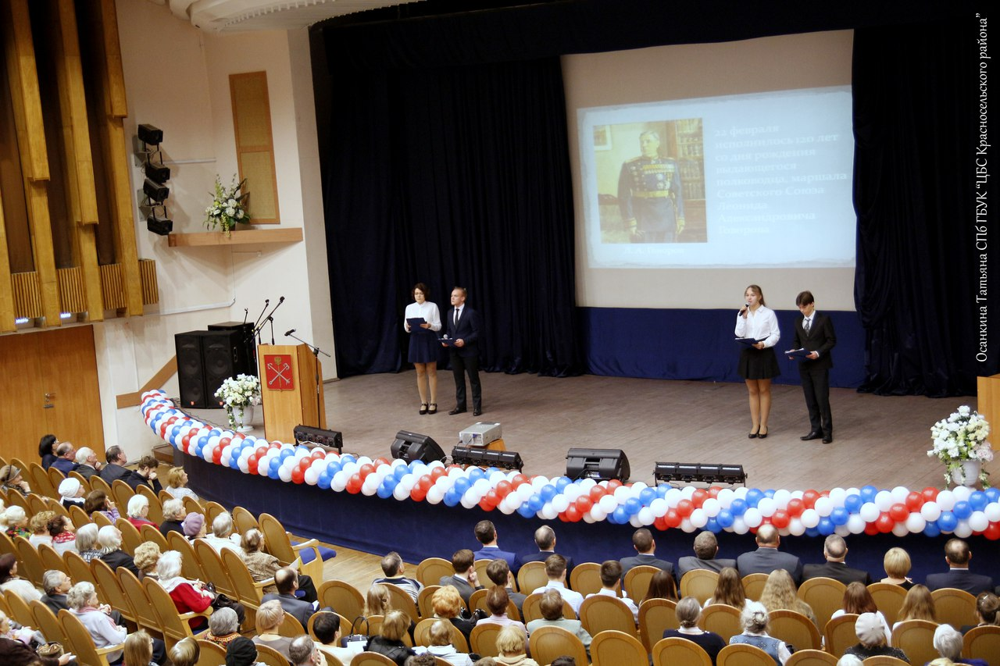 22 февраля
исполнилось 120 лет
со дня рождения
выдающегося
полководца, маршала
Советского Союза
Леонида
Александровича
Говорова
Л. А. Говоров
Осанкина Татьяна СПб ГБУК “ЦБС Красносельского района”